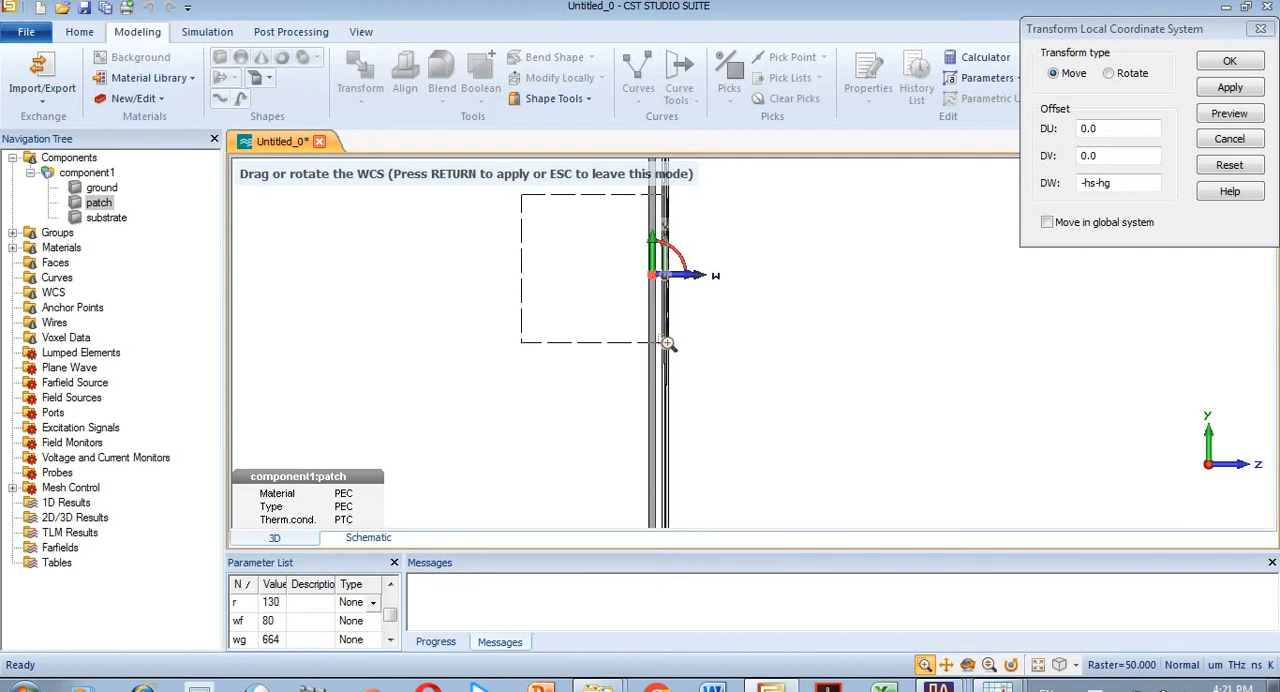 Untitled_0 - CST STUDIO SUITE
File
Home
Modeling
Simulation
Post Processing
View
Import/Export
Exchange
Background
Material Library
New/Edit
Materials
Shapes
Transform
Align
Blend
Boolean
Bend Shape
Modify Locally
Shape Tools
Tools
Curves
Curve
Tools
Curves
Picks
Pick Point
Pick Lists
Clear Picks
Picks
Properties
History
List
Calculator
Parameters
Parametric
Edit
Transform Local Coordinate System
Transform type
Move
Rotate
Offset
DU:
0.0
DV:
0.0
DW:
-hs-hg
Move in global system
OK
Apply
Preview
Cancel
Reset
Help
Navigation Tree
Components
component1
ground
patch
substrate
Groups
Materials
Faces
Curves
WCS
Anchor Points
Wires
Voxel Data
Lumped Elements
Plane Wave
Farfield Source
Field Sources
Ports
Excitation Signals
Field Monitors
Voltage and Current Monitors
Probes
Mesh Control
1D Results
2D/3D Results
TLM Results
Farfields
Tables
Untitled_0*
Drag or rotate the WCS (Press RETURN to apply or ESC to leave this mode)
w
y
z
component1:patch
Material PEC
Type PEC
Therm.cond. PTC
3D
Schematic
Parameter List
N / Value Descriptio Type
r 130 None
wf 80 None
wg 664 None
Messages
Progress
Messages
Ready
Raster=50.000 Normal um THz ns K
4:21 PM